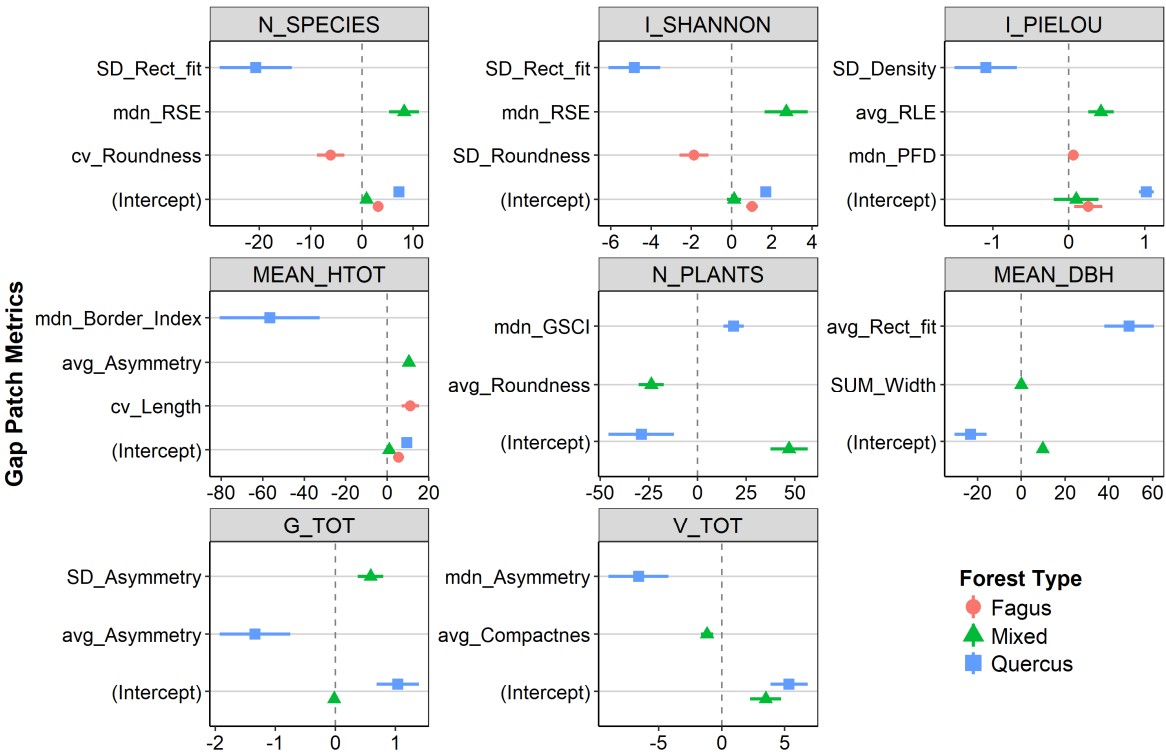 N_SPECIES
SD_Rect_fit
mdn_RSE
cv_Roundness
(Intercept)
-20 -10 0 10
I_SHANNON
SD_Rect_fit
mdn_RSE
SD_Roundness
(Intercept)
-6 -4 -2 0 2 4
I_PIELOU
SD_Density
avg_RLE
mdn_PFD
(Intercept)
-1 0 1
Gap Patch Metrics
MEAN_HTOT
mdn_Border_Index
avg_Asymmetry
cv_Length
(Intercept)
-80 -60 -40 -20 0 20
N_PLANTS
mdn_GSCI
avg_Roundness
(Intercept)
-50 -25 0 25 50
MEAN_DBH
avg_Rect_fit
SUM_Width
(Intercept)
-20 0 20 40 60
G_TOT
SD_Asymmetry
avg_Asymmetry
(Intercept)
-2 -1 0 1
V_TOT
mdn_Asymmetry
avg_Compactnes
(Intercept)
-5 0 5
Forest Type
Fagus
Mixed
Quercus